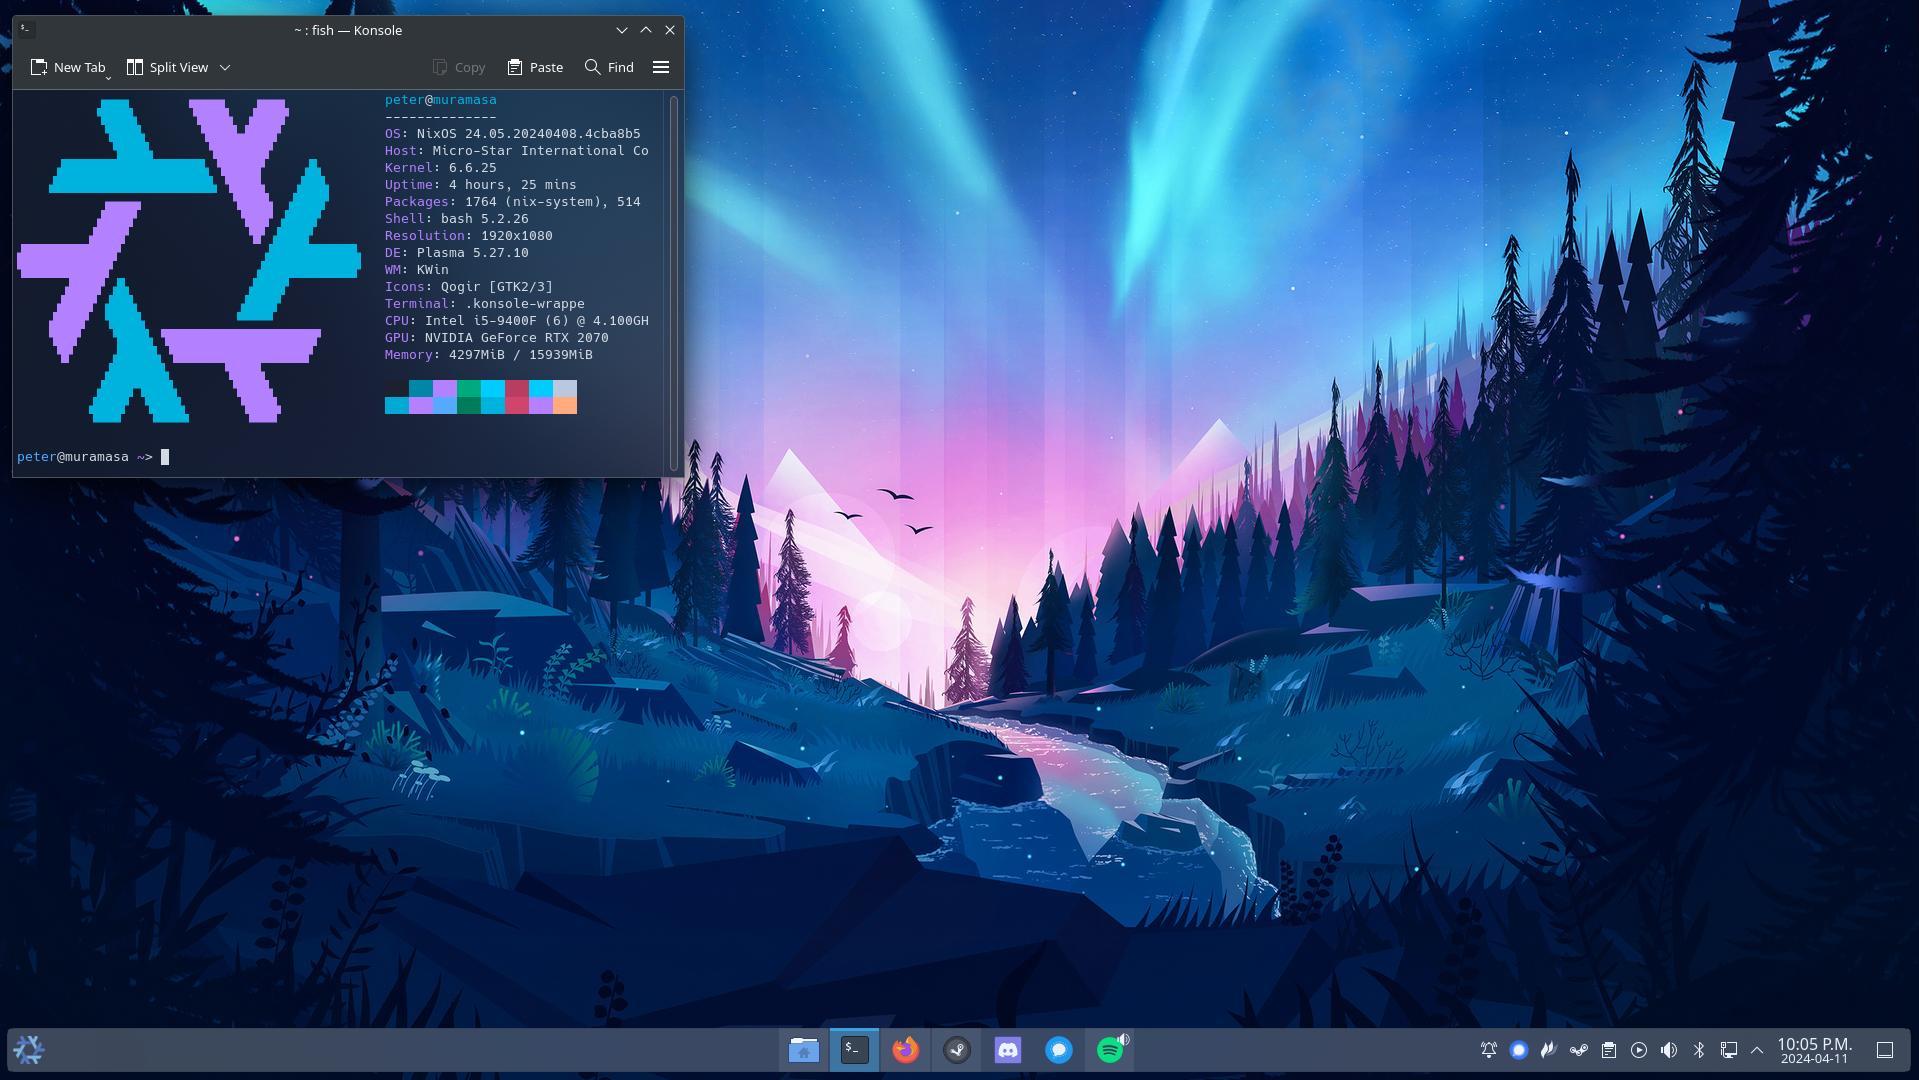 ~ : fish — Konsole
New Tab Split View Copy Paste Find
peter@muramasa
--------------
OS: NixOS 24.05.20240408.4cba8b5
Host: Micro-Star International Co
Kernel: 6.6.25
Uptime: 4 hours, 25 mins
Packages: 1764 (nix-system), 514
Shell: bash 5.2.26
Resolution: 1920x1080
DE: Plasma 5.27.10
WM: KWin
Icons: Qogir [GTK2/3]
Terminal: .konsole-wrappe
CPU: Intel i5-9400F (6) @ 4.100GH
GPU: NVIDIA GeForce RTX 2070
Memory: 4297MiB / 15939MiB
peter@muramasa ~>
$_
10:05 P.M.
2024-04-11